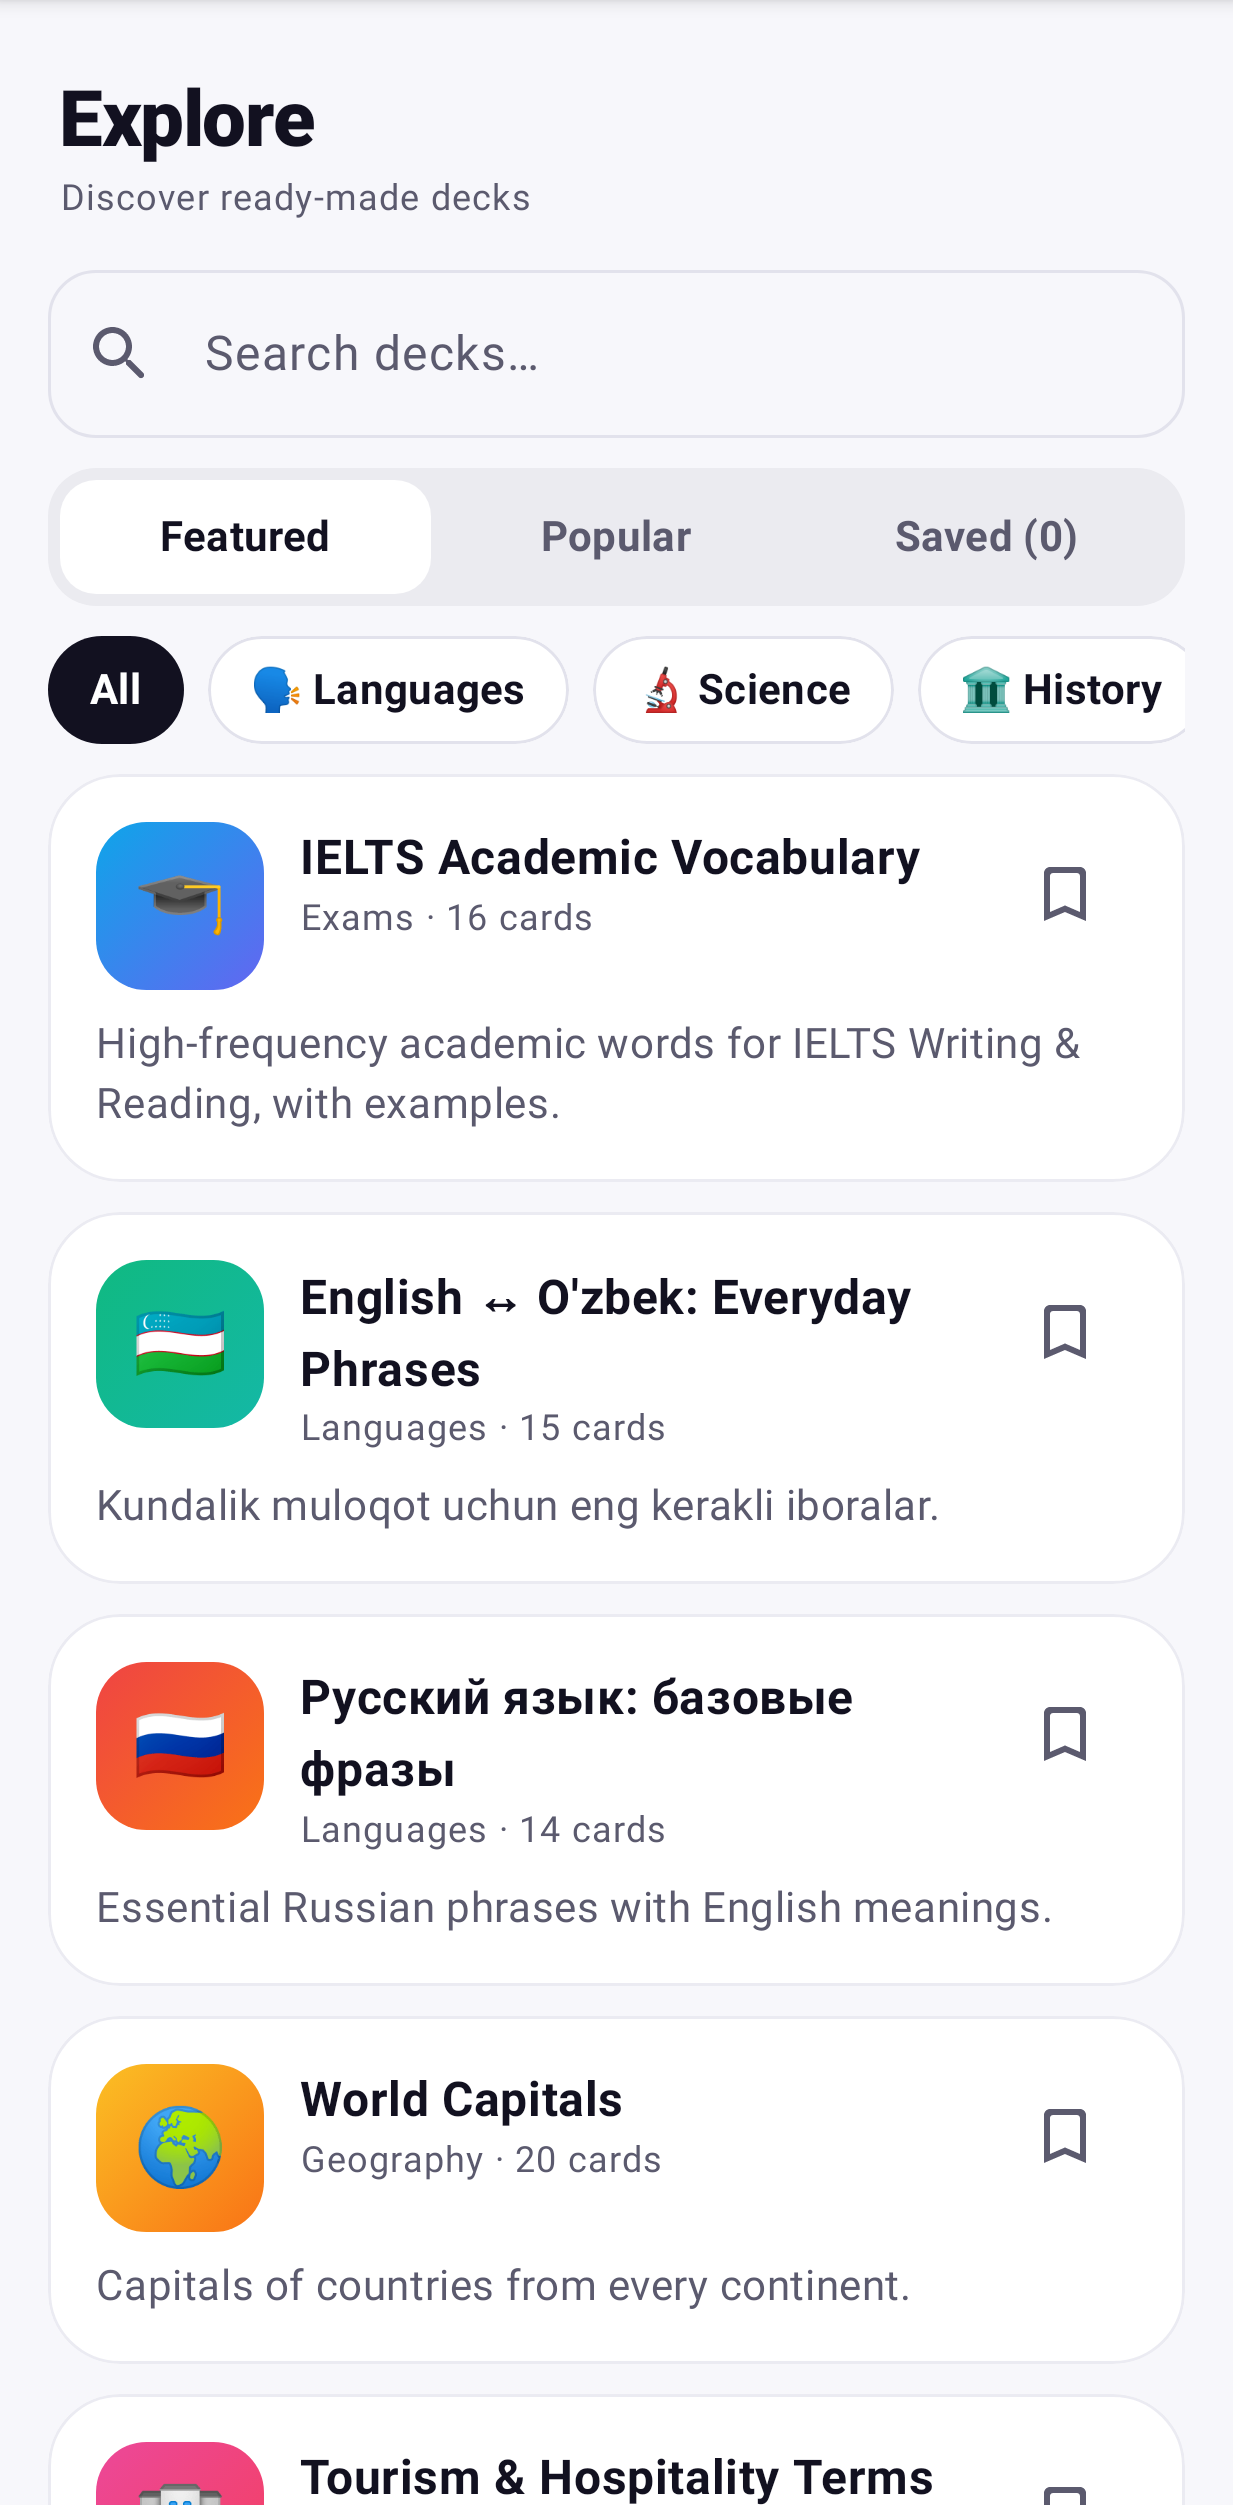 Explore
Discover ready-made decks
Search decks…
Featured
Popular
Saved (0)
All
Languages
Science
History
IELTS Academic Vocabulary
Exams · 16 cards
High-frequency academic words for IELTS Writing &
Reading, with examples.
English ↔ O'zbek: Everyday
Phrases
Languages · 15 cards
Kundalik muloqot uchun eng kerakli iboralar.
Русский язык: базовые
фразы
Languages · 14 cards
Essential Russian phrases with English meanings.
World Capitals
Geography · 20 cards
Capitals of countries from every continent.
Tourism & Hospitality Terms